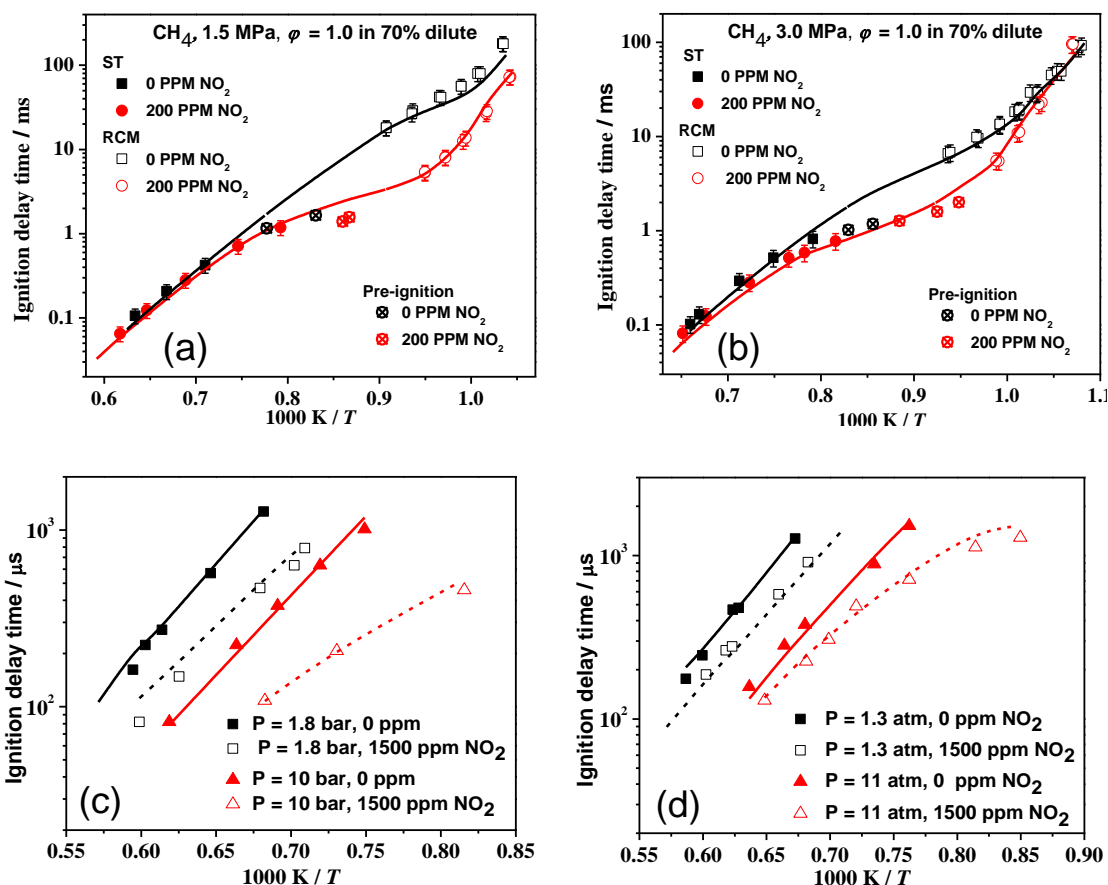 CH4, 1.5 MPa, φ = 1.0 in 70% dilute
ST
0 PPM NO2
200 PPM NO2
RCM
0 PPM NO2
200 PPM NO2
Pre-ignition
0 PPM NO2
200 PPM NO2
(a)
Ignition delay time / ms
100
10
1
0.1
0.6 0.7 0.8 0.9 1.0
1000 K / T
CH4, 3.0 MPa, φ = 1.0 in 70% dilute
ST
0 PPM NO2
200 PPM NO2
RCM
0 PPM NO2
200 PPM NO2
Pre-ignition
0 PPM NO2
200 PPM NO2
(b)
Ignition delay time / ms
100
10
1
0.1
0.7 0.8 0.9 1.0 1.1
1000 K / T
Ignition delay time / μs
10^3
10^2
P = 1.8 bar, 0 ppm
P = 1.8 bar, 1500 ppm NO2
P = 10 bar, 0 ppm
P = 10 bar, 1500 ppm NO2
(c)
0.55 0.60 0.65 0.70 0.75 0.80 0.85
1000 K / T
Ignition delay time / μs
10^3
10^2
P = 1.3 atm, 0 ppm NO2
P = 1.3 atm, 1500 ppm NO2
P = 11 atm, 0 ppm NO2
P = 11 atm, 1500 ppm NO2
(d)
0.55 0.60 0.65 0.70 0.75 0.80 0.85 0.90
1000 K / T